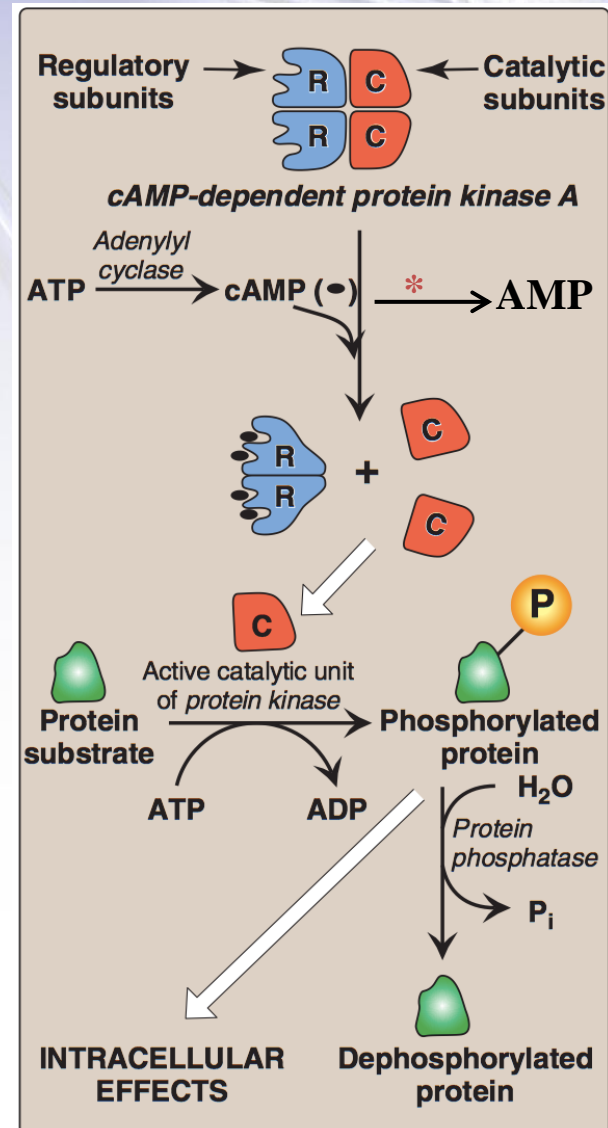 Regulatory
subunits
R C
R C
Catalytic
subunits
cAMP-dependent protein kinase A
Adenylyl
cyclase
ATP cAMP ( ) * AMP
R
R
+
C
C
C
P
Active catalytic unit
of protein kinase
Protein
substrate
Phosphorylated
protein
ATP ADP
H₂O
Protein
phosphatase
Pᵢ
INTRACELLULAR
EFFECTS
Dephosphorylated
protein